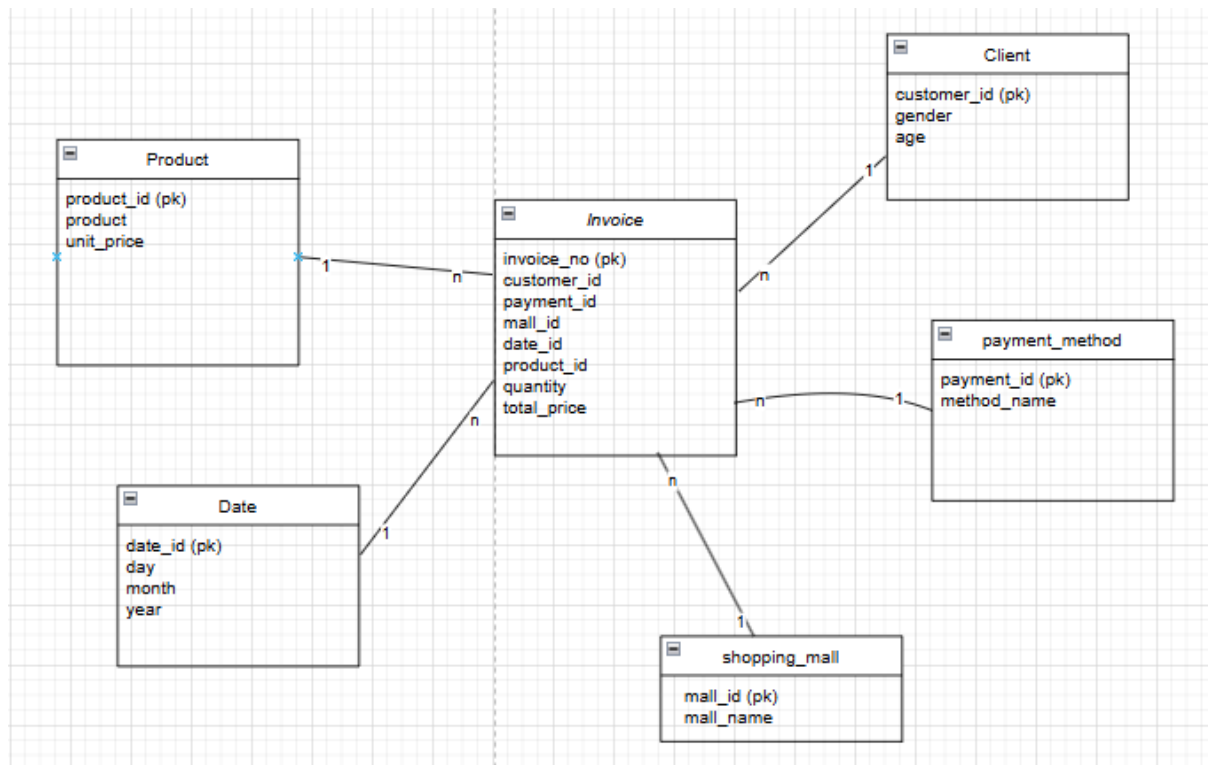 Client
customer_id (pk)
gender
age
1
n
Product
product_id (pk)
product
unit_price
1
n
Invoice
invoice_no (pk)
customer_id
payment_id
mall_id
date_id
product_id
quantity
total_price
payment_method
payment_id (pk)
method_name
n
1
Date
date_id (pk)
day
month
year
n
1
n
1
shopping_mall
mall_id (pk)
mall_name